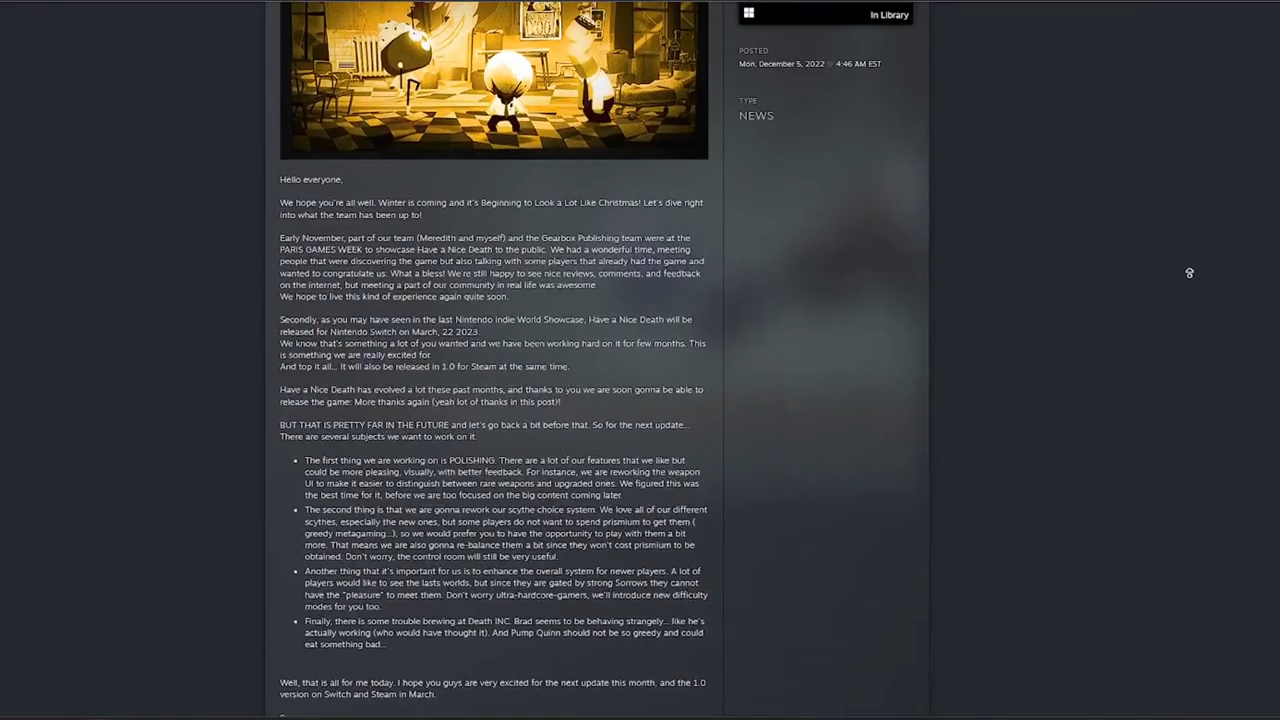 In Library
POSTED
Mon, December 5, 2022 @ 4:46 AM EST
TYPE
NEWS
Hello everyone,
We hope you're all well. Winter is coming and it's Beginning to Look a Lot Like Christmas! Let's dive right
into what the team has been up to!
Early November, part of our team (Meredith and myself) and the Gearbox Publishing team were at the
PARIS GAMES WEEK to showcase Have a Nice Death to the public. We had a wonderful time, meeting
people that were discovering the game but also talking with some players that already had the game and
wanted to congratulate us. What a bless! We're still happy to see nice reviews, comments, and feedback
on the internet, but meeting a part of our community in real life was awesome.
We hope to live this kind of experience again quite soon.
Secondly, as you may have seen in the last Nintendo Indie World Showcase, Have a Nice Death will be
released for Nintendo Switch on March, 22 2023.
We know that's something a lot of you wanted and we have been working hard on it for few months. This
is something we are really excited for.
And top it all... It will also be released in 1.0 for Steam at the same time.
Have a Nice Death has evolved a lot these past months, and thanks to you we are soon gonna be able to
release the game: More thanks again (yeah lot of thanks in this post)!
BUT THAT IS PRETTY FAR IN THE FUTURE and let's go back a bit before that. So for the next update...
There are several subjects we want to work on it.
• The first thing we are working on is POLISHING. There are a lot of our features that we like but
could be more pleasing, visually, with better feedback. For instance, we are reworking the weapon
UI to make it easier to distinguish between rare weapons and upgraded ones. We figured this was
the best time for it, before we are too focused on the big content coming later.
• The second thing is that we are gonna rework our scythe choice system. We love all of our different
scythes, especially the new ones, but some players do not want to spend prismium to get them (
greedy metagaming...), so we would prefer you to have the opportunity to play with them a bit
more. That means we are also gonna re-balance them a bit since they won't cost prismium to be
obtained. Don't worry, the control room will still be very useful.
• Another thing that it's important for us is to enhance the overall system for newer players. A lot of
players would like to see the lasts worlds, but since they are gated by strong Sorrows they cannot
have the "pleasure" to meet them. Don't worry ultra-hardcore-gamers, we'll introduce new difficulty
modes for you too.
• Finally, there is some trouble brewing at Death INC. Brad seems to be behaving strangely... like he's
actually working (who would have thought it). And Pump Quinn should not be so greedy and could
eat something bad...
Well, that is all for me today. I hope you guys are very excited for the next update this month, and the 1.0
version on Switch and Steam in March.